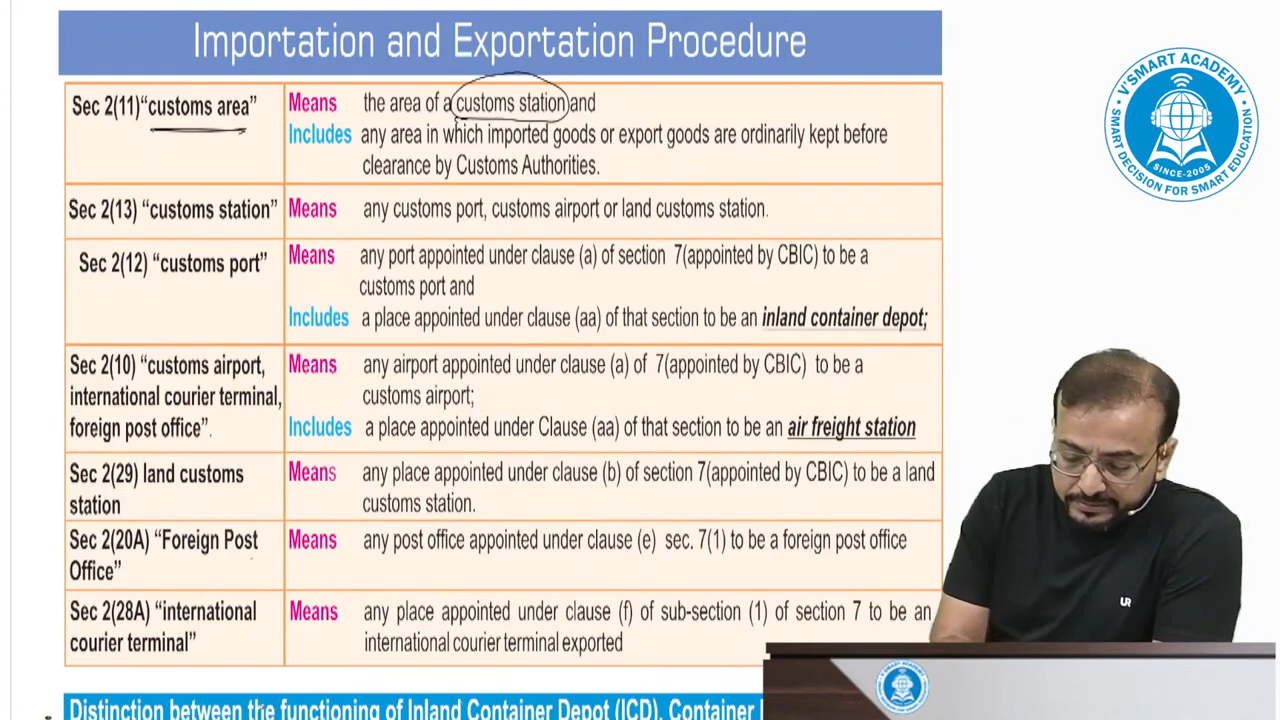 Importation and Exportation Procedure
Sec 2(11)“customs area” Means the area of a customs station and
Includes any area in which imported goods or export goods are ordinarily kept before
clearance by Customs Authorities.
Sec 2(13) “customs station” Means any customs port, customs airport or land customs station.
Sec 2(12) “customs port” Means any port appointed under clause (a) of section 7(appointed by CBIC) to be a
customs port and
Includes a place appointed under clause (aa) of that section to be an inland container depot;
Sec 2(10) “customs airport, Means any airport appointed under clause (a) of 7(appointed by CBIC) to be a
international courier terminal, customs airport;
foreign post office”. Includes a place appointed under Clause (aa) of that section to be an air freight station
Sec 2(29) land customs Means any place appointed under clause (b) of section 7(appointed by CBIC) to be a land
station customs station.
Sec 2(20A) “Foreign Post Means any post office appointed under clause (e) sec. 7(1) to be a foreign post office
Office”
Sec 2(28A) “international Means any place appointed under clause (f) of sub-section (1) of section 7 to be an
courier terminal” international courier terminal exported
Distinction between the functioning of Inland Container Depot (ICD), Container
V'SMART ACADEMY
SINCE-2005
SMART DECISION FOR SMART EDUCATION
UR